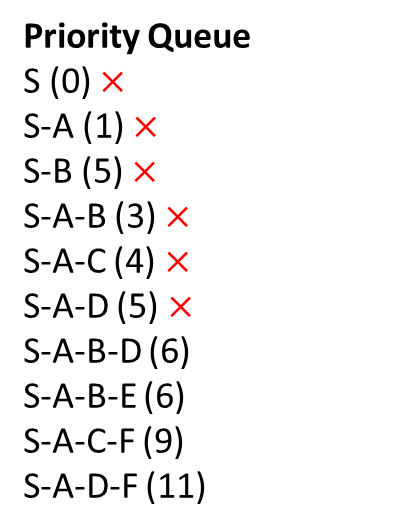 Priority Queue
S (0) ×
S-A (1) ×
S-B (5) ×
S-A-B (3) ×
S-A-C (4) ×
S-A-D (5) ×
S-A-B-D (6)
S-A-B-E (6)
S-A-C-F (9)
S-A-D-F (11)